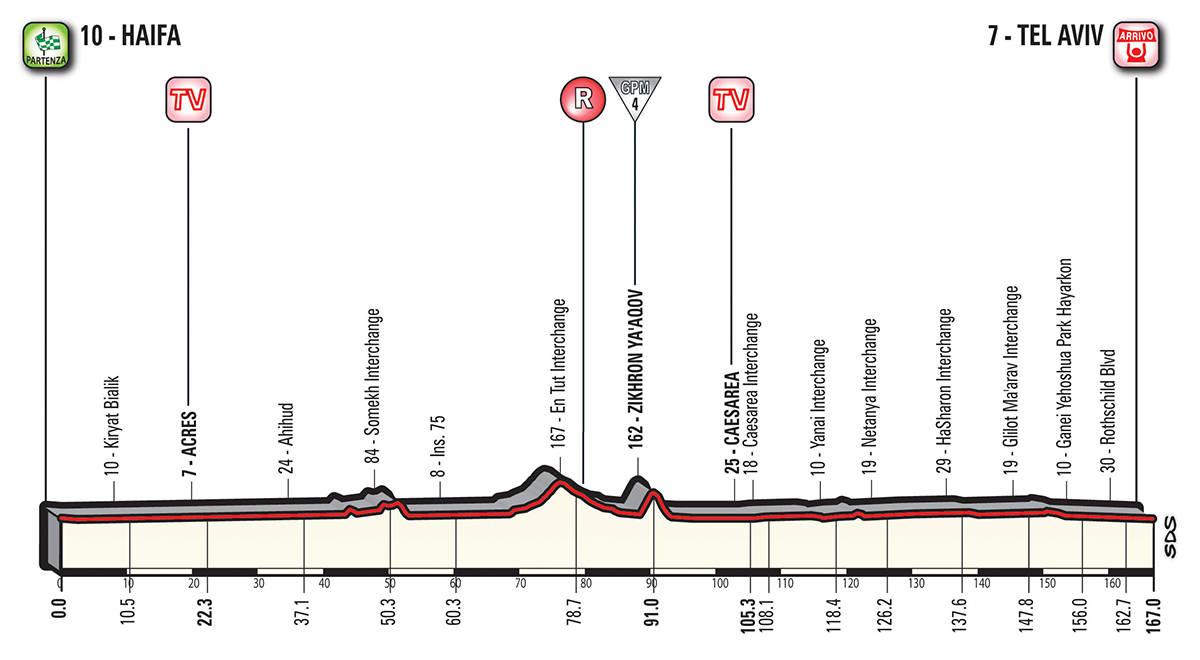 10 - HAIFA
PARTENZA
7 - TEL AVIV
ARRIVO
TV
R
GPM
4
TV
10 - Kiryat Bialik
7 - ACRES
24 - Ahihud
84 - Somekh Interchange
8 - Ins. 75
167 - En Tut Interchange
162 - ZIKHRON YA'AQOV
25 - CAESAREA
18 - Caesarea Interchange
10 - Yanai Interchange
19 - Netanya Interchange
29 - HaSharon Interchange
19 - Glilot Ma'arav Interchange
10 - Ganei Yehoshua Park Hayarkon
30 - Rothschild Blvd
SDS
0 10 20 30 40 50 60 70 80 90 100 110 120 130 140 150 160
0.0 10.5 22.3 37.1 50.3 60.3 78.7 91.0 105.3 108.1 118.4 126.2 137.6 147.8 156.0 162.7 167.0